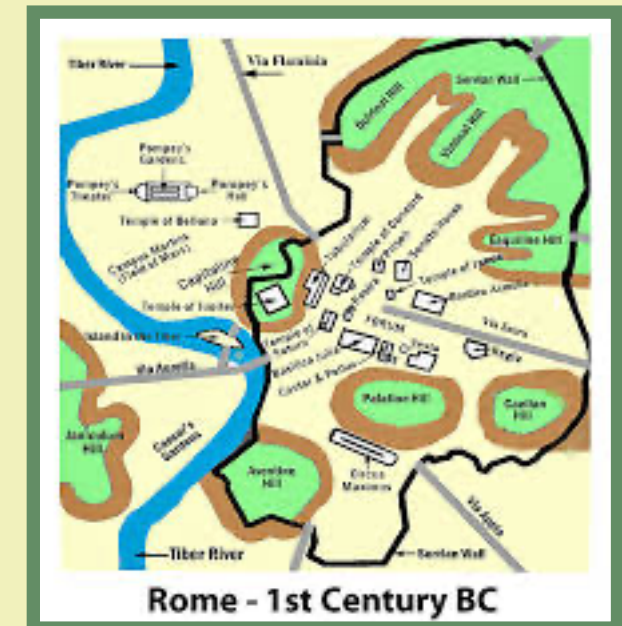 Tiber River
Via Flaminia
Servian Wall
Quirinal Hill
Viminal Hill
Pompey's
Gardens
Pompey's
Theater
Pompey's
Hall
Temple of Bellona
Campus Martius
(Field of Mars)
Capitoline
Hill
Tabularium
Temple of Concord
Senate House
Esquiline Hill
Temple of Janus
Temple of Jupiter
Island in the Tiber
Temple of
Saturn
Basilica Julia
Castor & Pollux
FORUM
Vesta
Regia
Via Sacra
Via Aurelia
Caesar's
Gardens
Janiculum
Hill
Palatine Hill
Caelian
Hill
Aventine
Hill
Circus
Maximus
Via Appia
Tiber River
Servian Wall
Rome - 1st Century BC